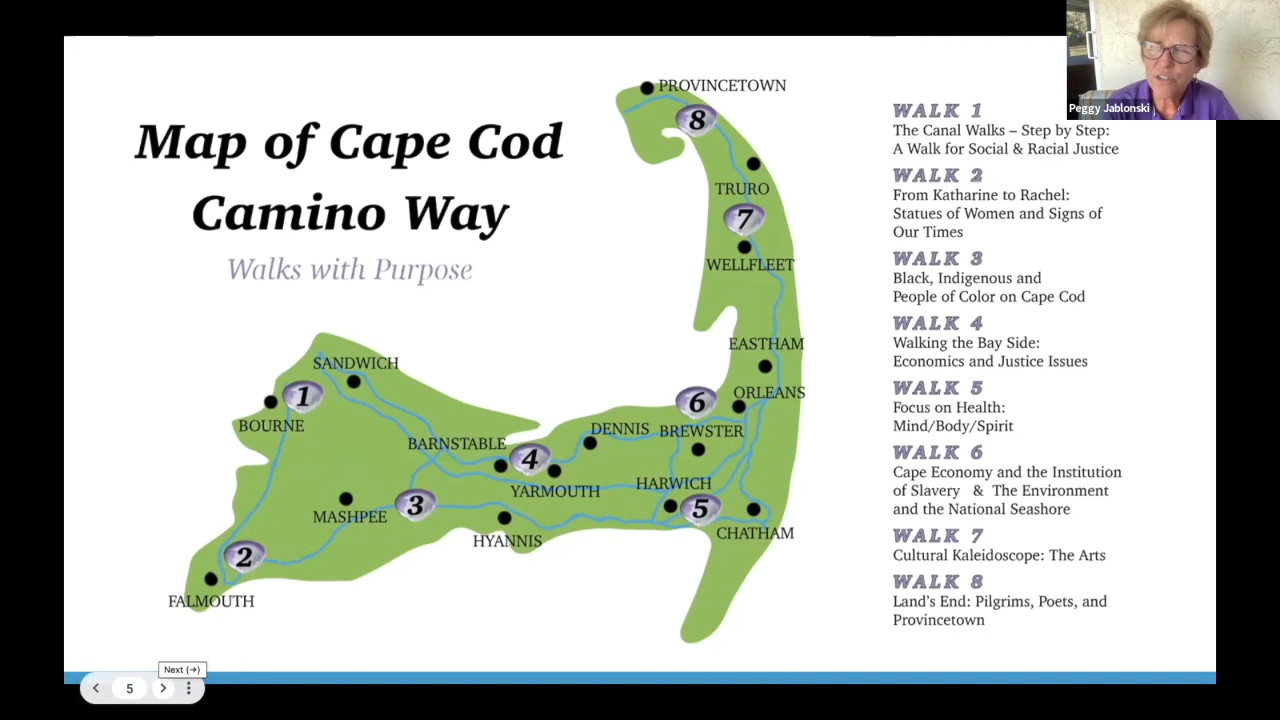 Map of Cape Cod
Camino Way
Walks with Purpose
PROVINCETOWN
8
TRURO
7
WELLFLEET
EASTHAM
ORLEANS
6
BREWSTER
DENNIS
SANDWICH
1
BOURNE
BARNSTABLE
4
YARMOUTH
HARWICH
5
CHATHAM
3
MASHPEE
HYANNIS
2
FALMOUTH
WALK 1
The Canal Walks – Step by Step:
A Walk for Social & Racial Justice
WALK 2
From Katharine to Rachel:
Statues of Women and Signs of
Our Times
WALK 3
Black, Indigenous and
People of Color on Cape Cod
WALK 4
Walking the Bay Side:
Economics and Justice Issues
WALK 5
Focus on Health:
Mind/Body/Spirit
WALK 6
Cape Economy and the Institution
of Slavery & The Environment
and the National Seashore
WALK 7
Cultural Kaleidoscope: The Arts
WALK 8
Land's End: Pilgrims, Poets, and
Provincetown
Peggy Jablonski
Next (→)
5